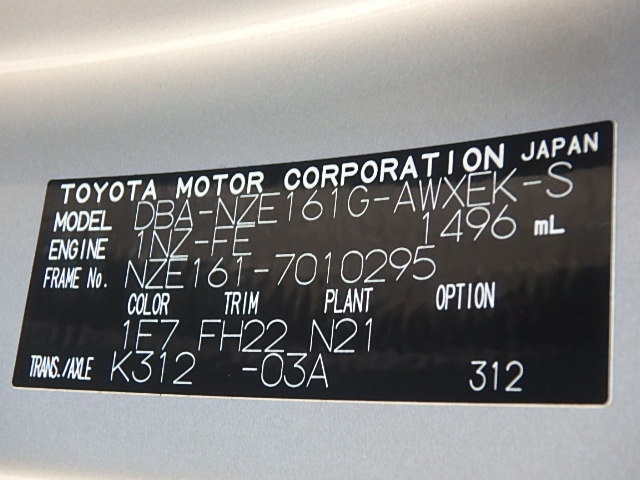 TOYOTA MOTOR CORPORATION JAPAN
MODEL DBA-NZE161G-AWXEK-S
ENGINE 1NZ-FE 1496 mL
FRAME No. NZE161-7010295
COLOR TRIM PLANT OPTION
1F7 FH22 N21
TRANS./AXLE K312 -03A 312